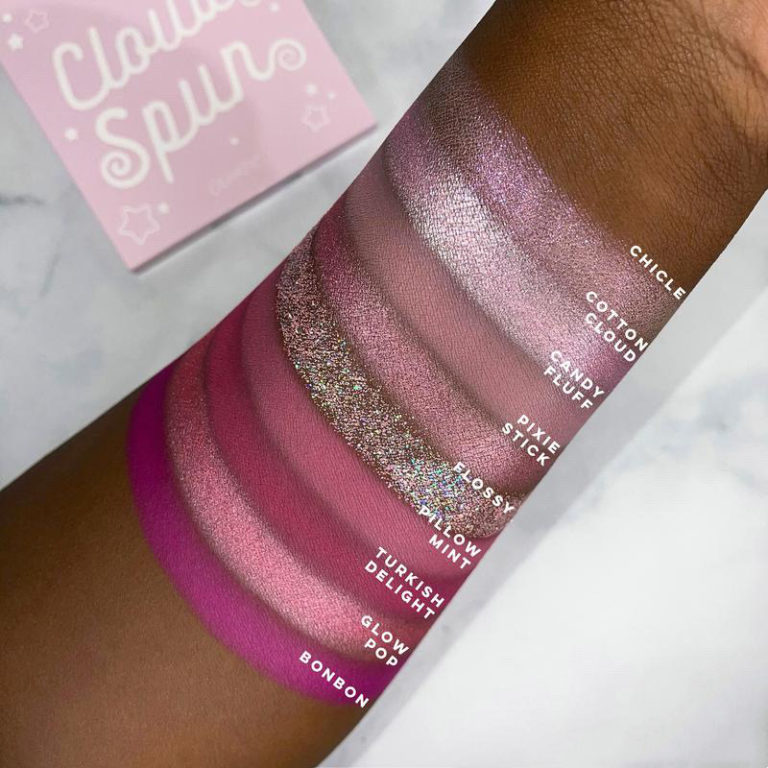 Cloud
Spun
CHICLE
COTTON
CLOUD
CANDY
FLUFF
PIXIE
STICK
FLOSSY
PILLOW
MINT
TURKISH
DELIGHT
GLOW
POP
BONBON